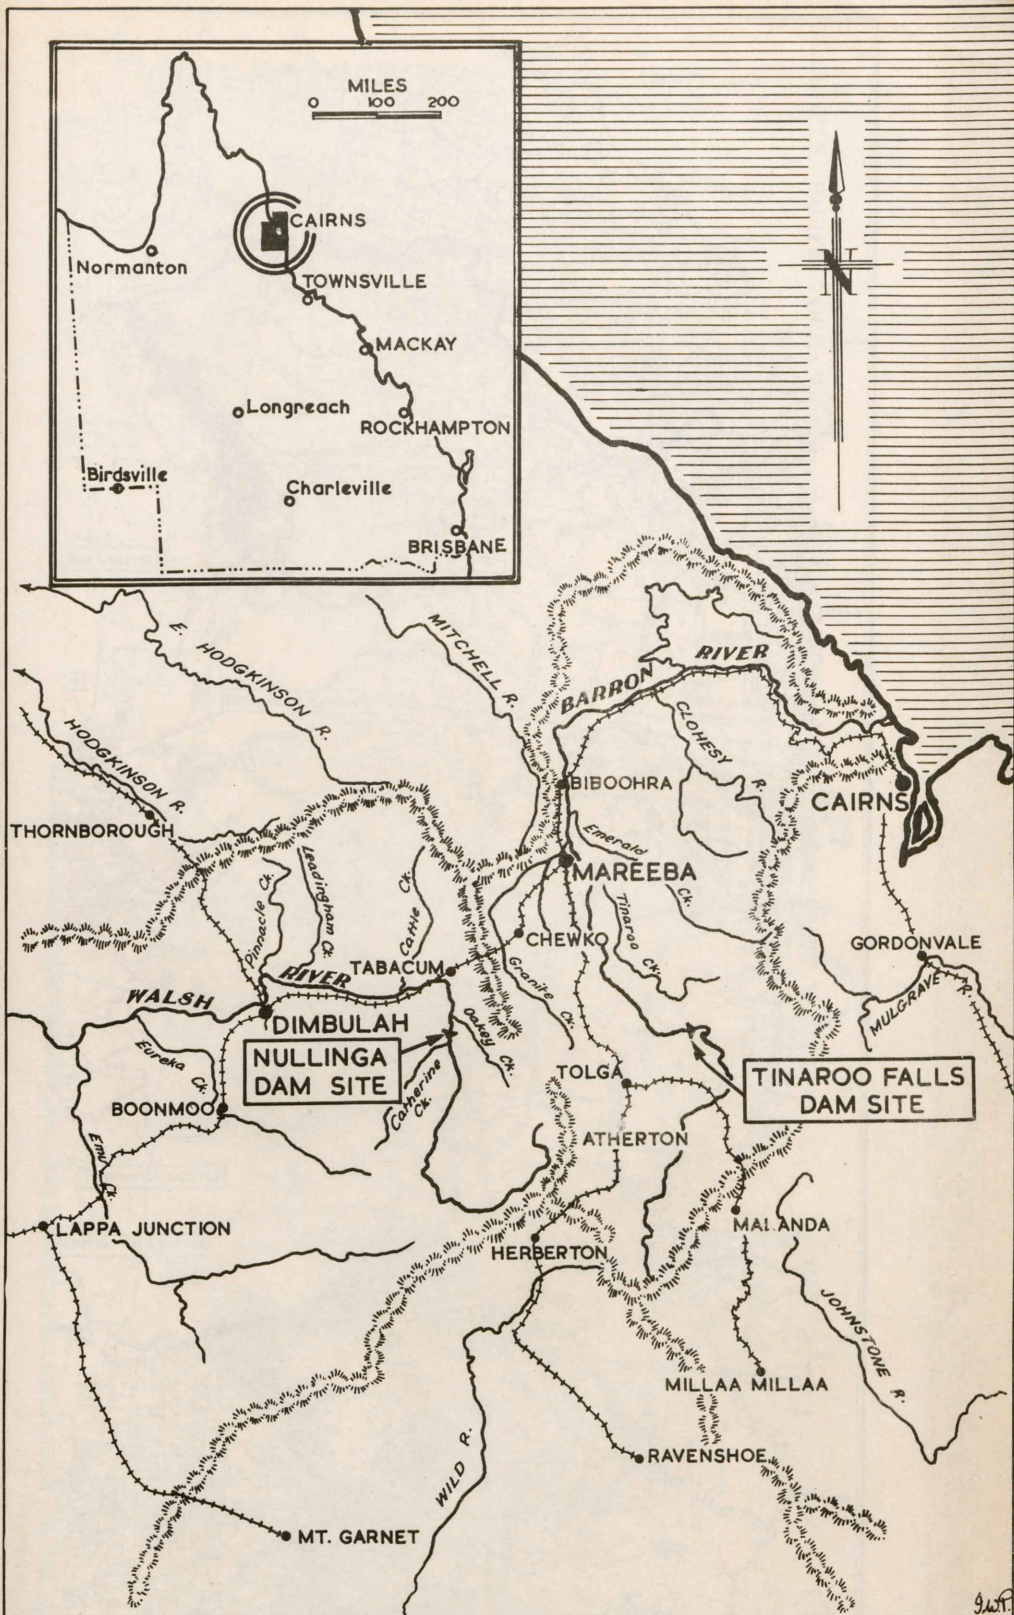 MILES
0 100 200
CAIRNS
Normanton
TOWNSVILLE
MACKAY
Longreach
ROCKHAMPTON
Birdsville
Charleville
BRISBANE
N
E. HODGKINSON R.
MITCHELL R.
BARRON RIVER
HODGKINSON R.
CLOHESY R.
BIBOOHRA
CAIRNS
THORNBOROUGH
Emerald Ck.
MAREEBA
Leadingham Ck.
Pinnacle Ck.
Cattle Ck.
Tinaroo Ck.
CHEWKO
GORDONVALE
TABACUM
Granite Ck.
WALSH RIVER
MULGRAVE R.
DIMBULAH
Oakey Ck.
Eureka Ck.
NULLINGA
DAM SITE
Catherine
Ck.
TOLGA
TINAROO FALLS
DAM SITE
BOONMOO
ATHERTON
Emu Ck.
LAPPA JUNCTION
MALANDA
HERBERTON
JOHNSTONE R.
MILLAA MILLAA
WILD R.
RAVENSHOE
MT. GARNET